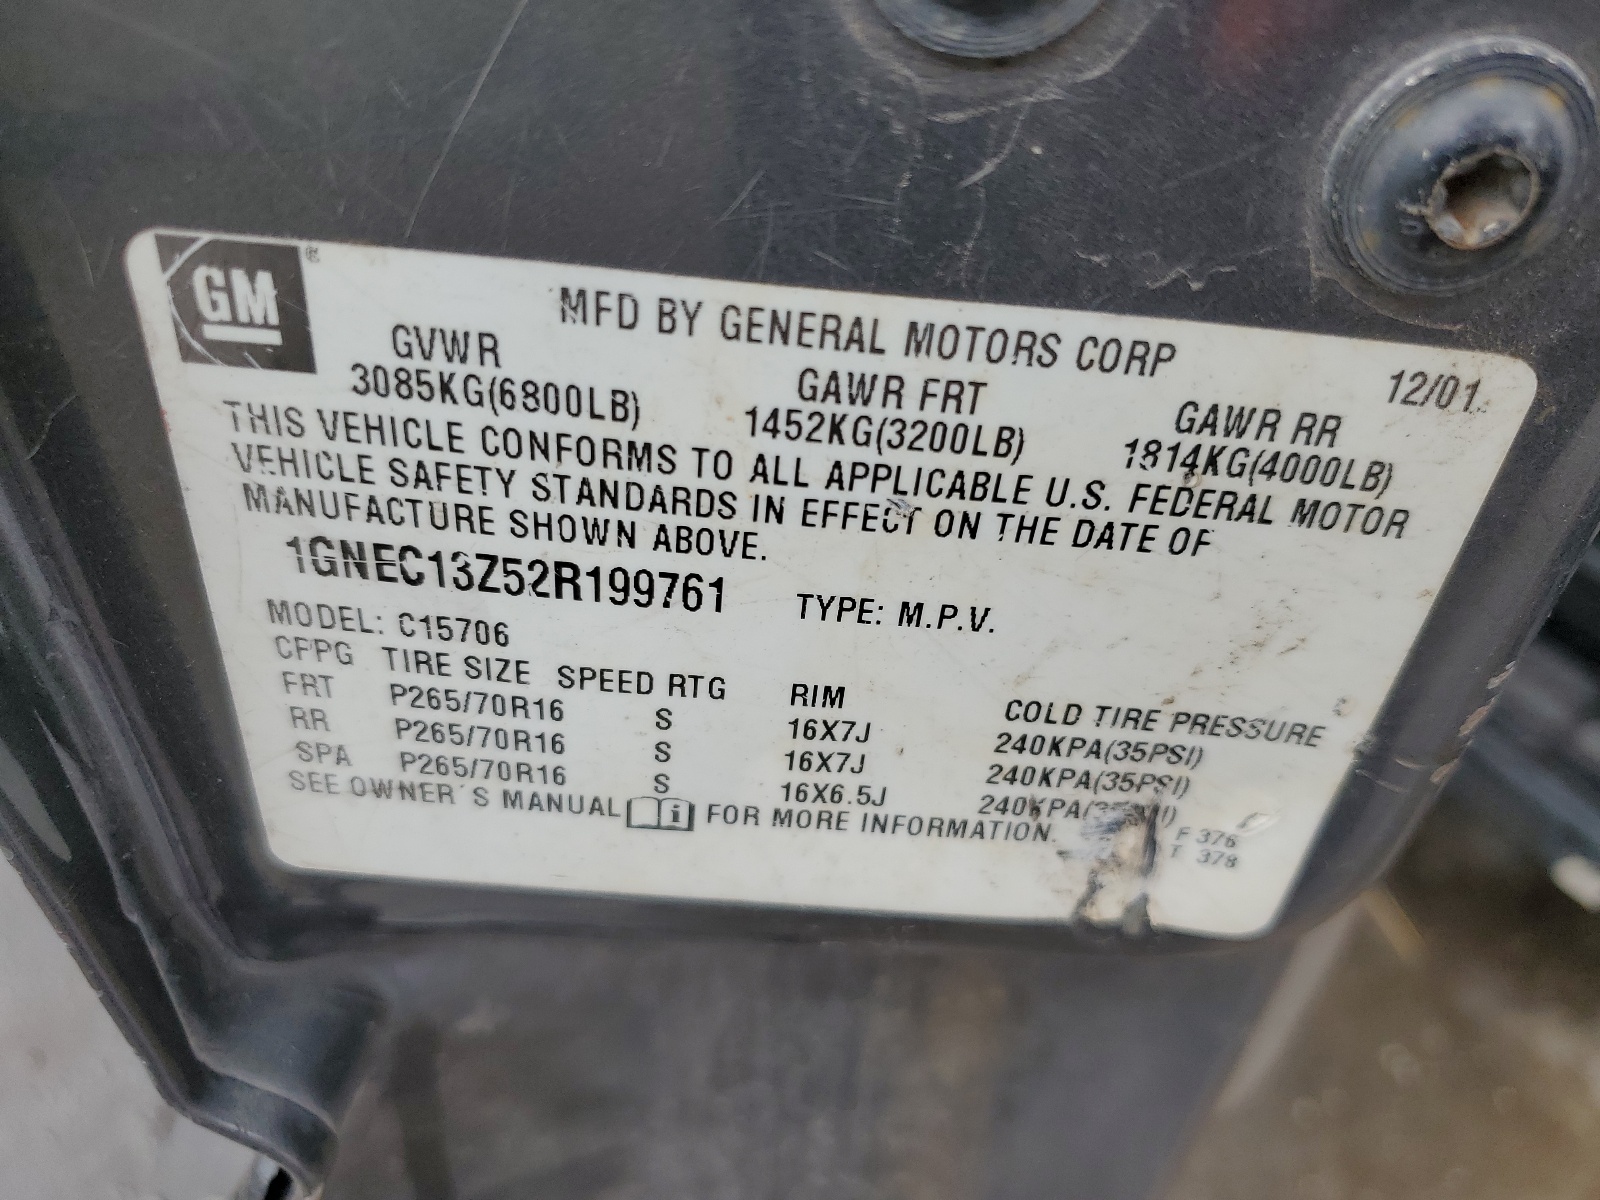 GM
MFD BY GENERAL MOTORS CORP
12/01
GVWR GAWR FRT GAWR RR
3085KG(6800LB) 1452KG(3200LB) 1814KG(4000LB)
THIS VEHICLE CONFORMS TO ALL APPLICABLE U.S. FEDERAL MOTOR
VEHICLE SAFETY STANDARDS IN EFFECT ON THE DATE OF
MANUFACTURE SHOWN ABOVE.
1GNEC13Z52R199761 TYPE: M.P.V.
MODEL: C15706
CFPG TIRE SIZE SPEED RTG RIM COLD TIRE PRESSURE
FRT P265/70R16 S 16X7J 240KPA(35PSI)
RR P265/70R16 S 16X7J 240KPA(35PSI)
SPA P265/70R16 S 16X6.5J
SEE OWNER'S MANUAL i FOR MORE INFORMATION.
F 376
T 378